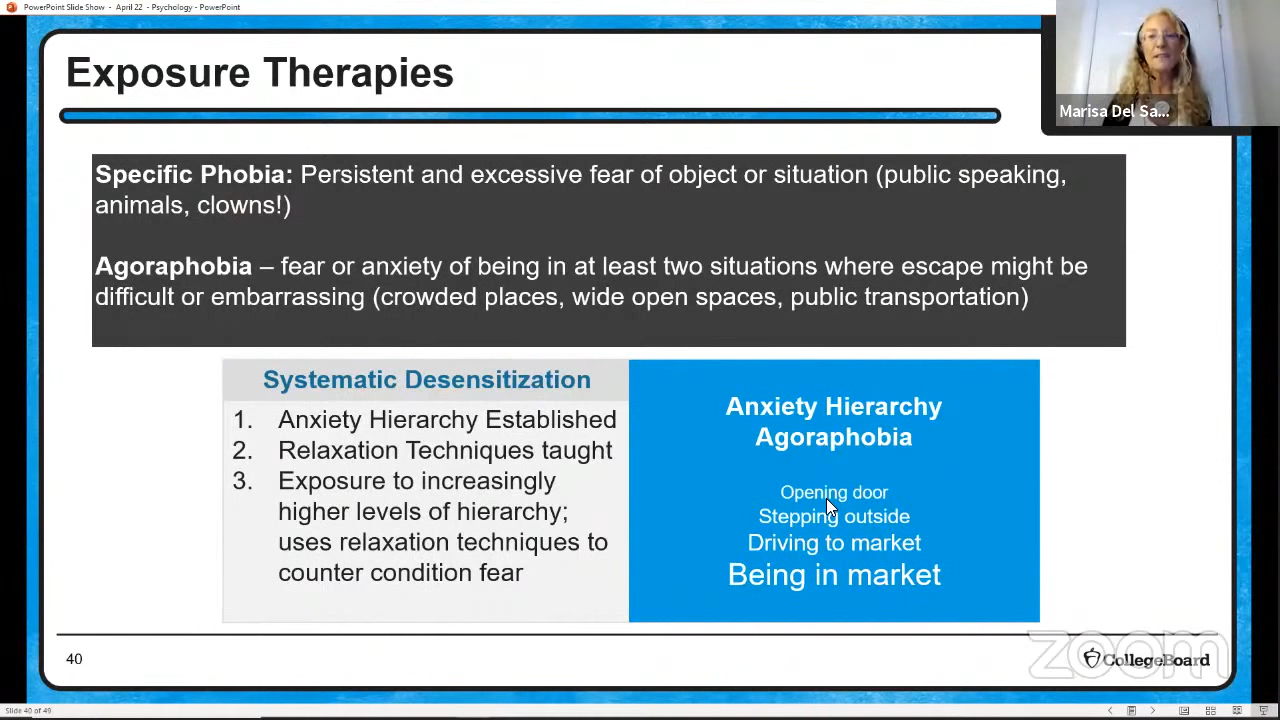 PowerPoint Slide Show - April 22 - Psychology - PowerPoint
Exposure Therapies
Marisa Del Sa...
Specific Phobia: Persistent and excessive fear of object or situation (public speaking,
animals, clowns!)
Agoraphobia – fear or anxiety of being in at least two situations where escape might be
difficult or embarrassing (crowded places, wide open spaces, public transportation)
Systematic Desensitization
1. Anxiety Hierarchy Established
2. Relaxation Techniques taught
3. Exposure to increasingly
higher levels of hierarchy;
uses relaxation techniques to
counter condition fear
Anxiety Hierarchy
Agoraphobia
Opening door
Stepping outside
Driving to market
Being in market
40
zoom
CollegeBoard
Slide 40 of 49